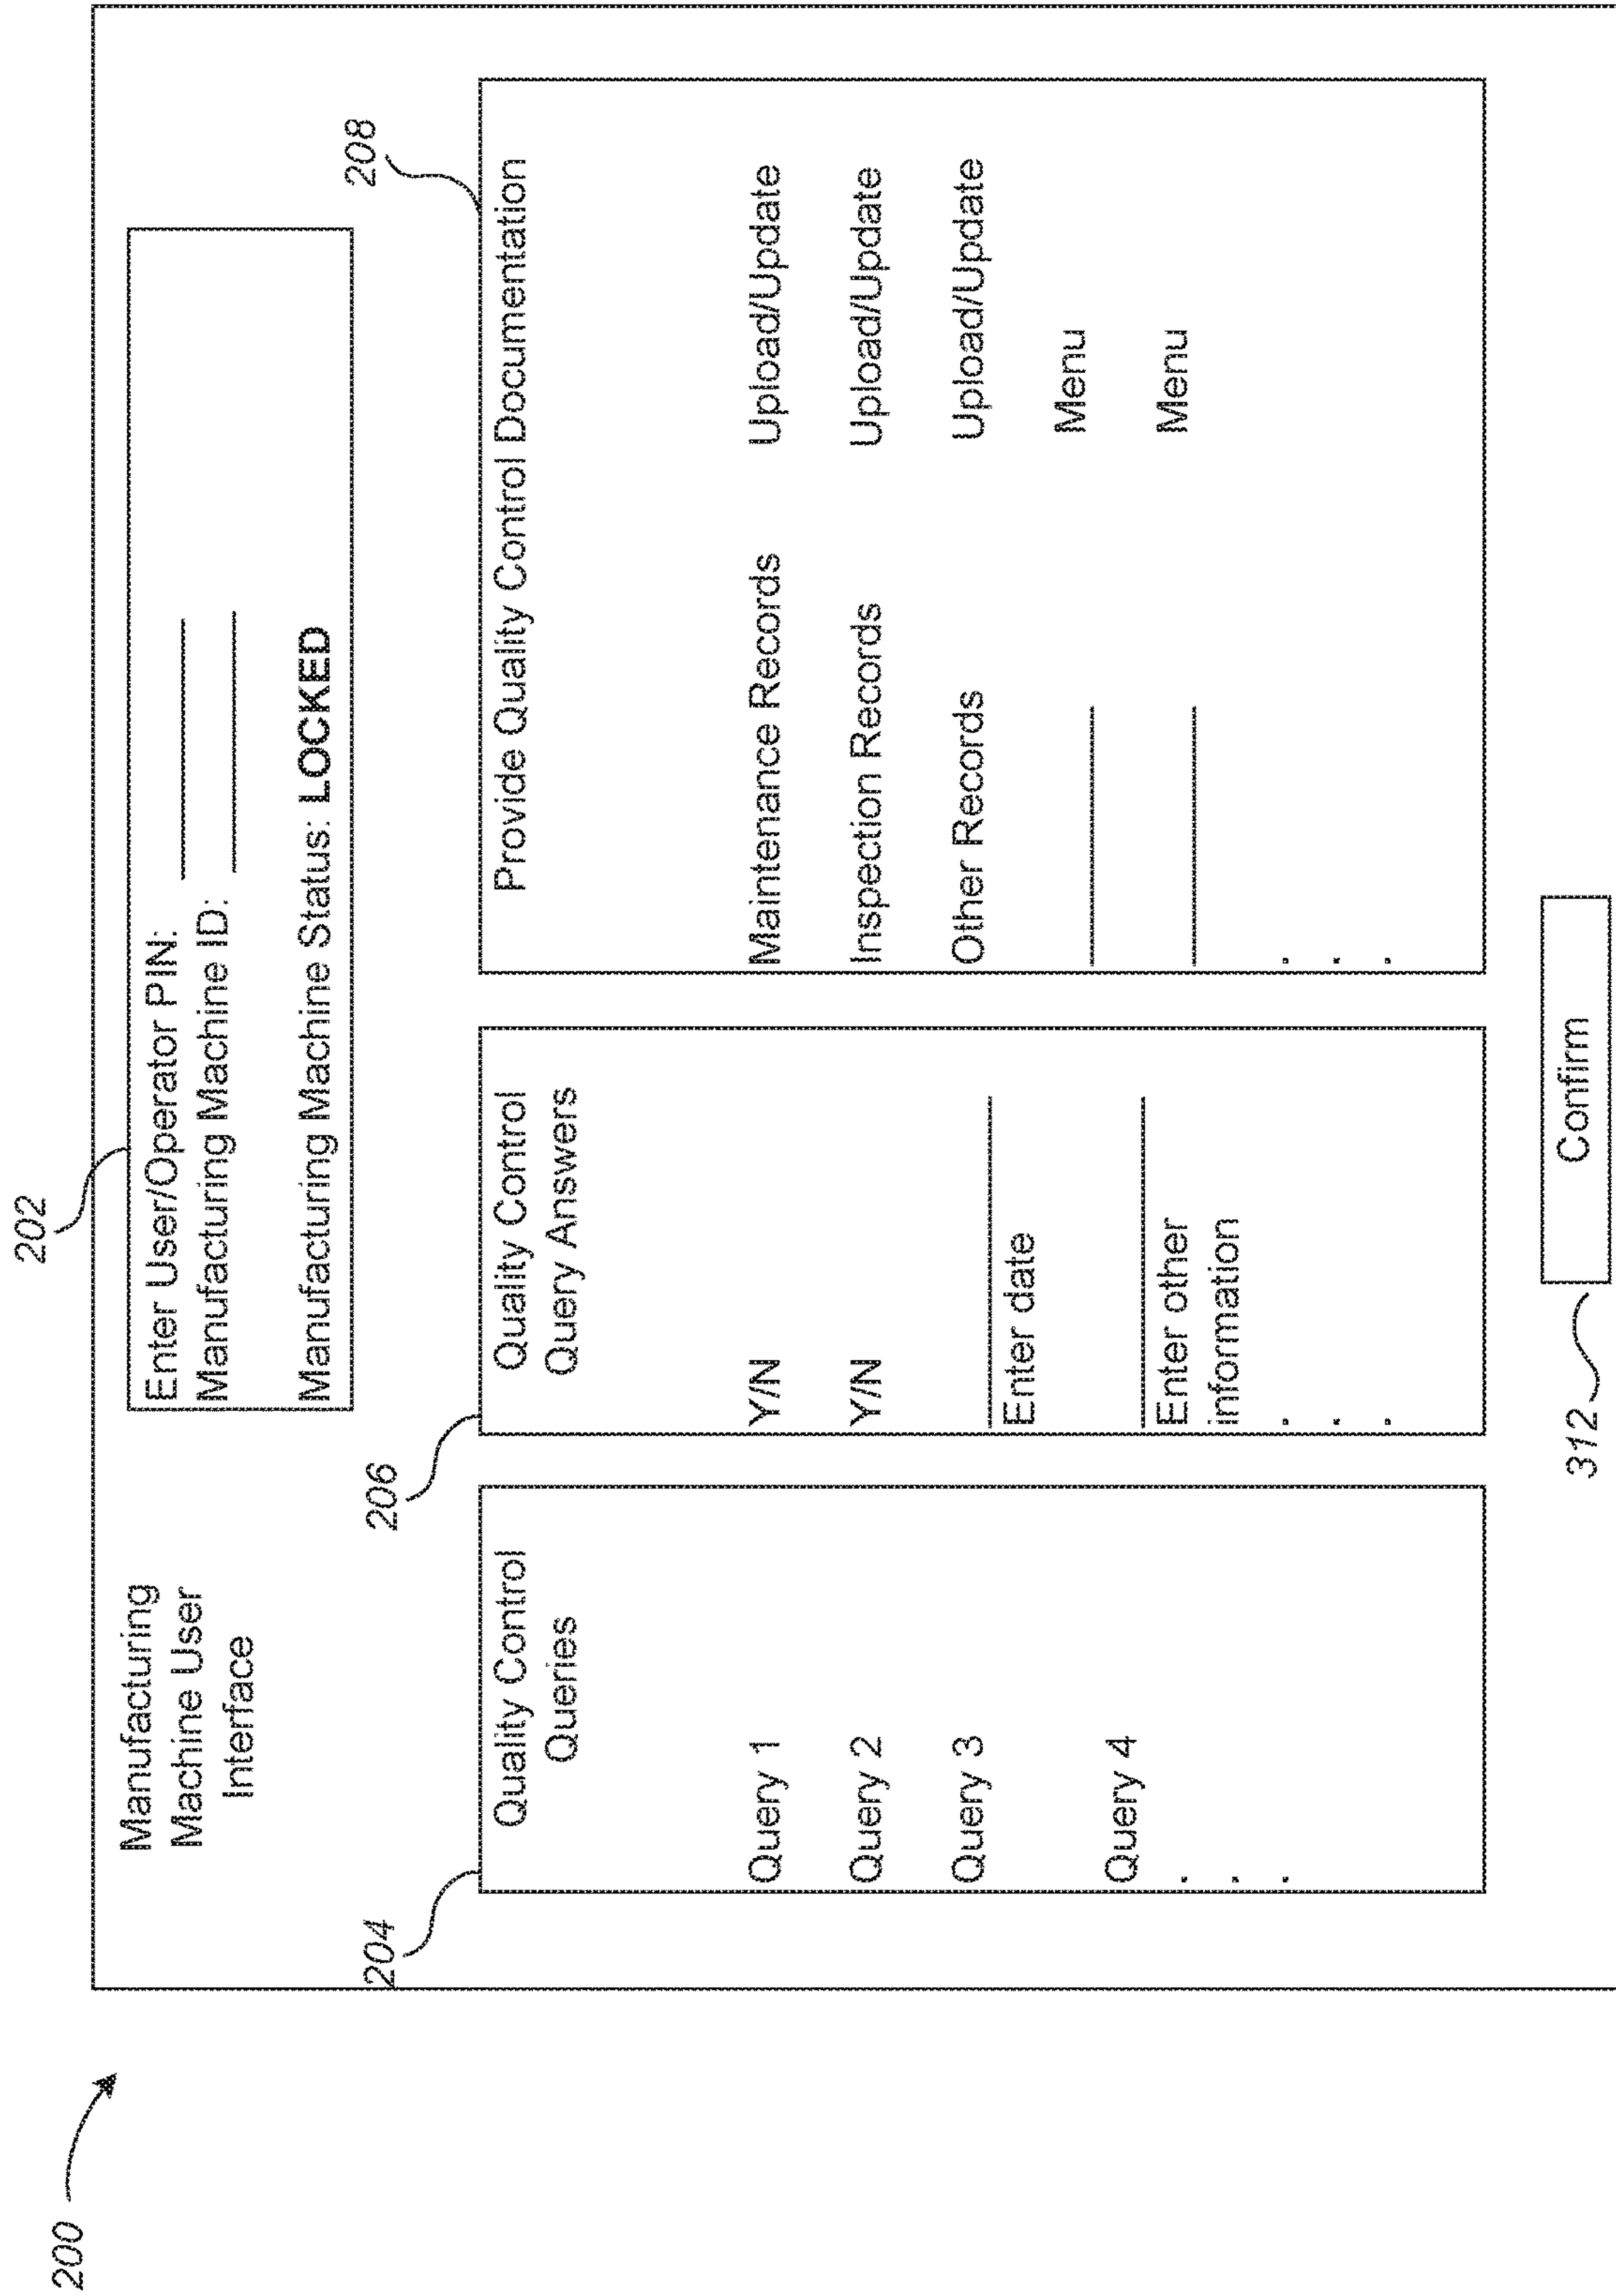 200
202
Manufacturing
Machine User
Interface
Enter User/Operator PIN:
Manufacturing Machine ID:
Manufacturing Machine Status: LOCKED
204
Quality Control
Queries
Query 1
Query 2
Query 3
Query 4
.
.
.
206
Quality Control
Query Answers
Y/N
Y/N
Enter date
Enter other
information
.
.
.
208
Provide Quality Control Documentation
Maintenance Records Upload/Update
Inspection Records Upload/Update
Other Records Upload/Update
Menu
Menu
.
.
.
312
Confirm